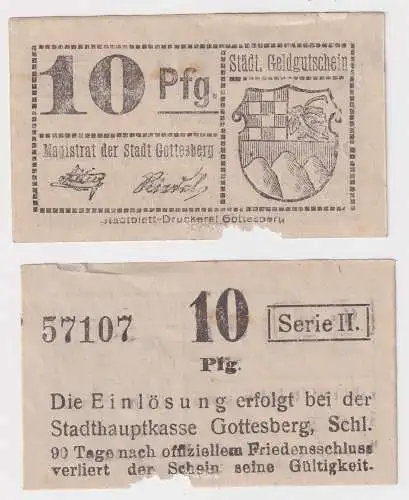 10 Pfg.
Städt. Geldgutschein
Magistrat der Stadt Gottesberg
Stadtblatt-Druckerei Gottesberg
57107
10
Pfg.
Serie II.
Die Einlösung erfolgt bei der
Stadthauptkasse Gottesberg, Schl.
90 Tage nach offiziellem Friedensschluss
verliert der Schein seine Gültigkeit.